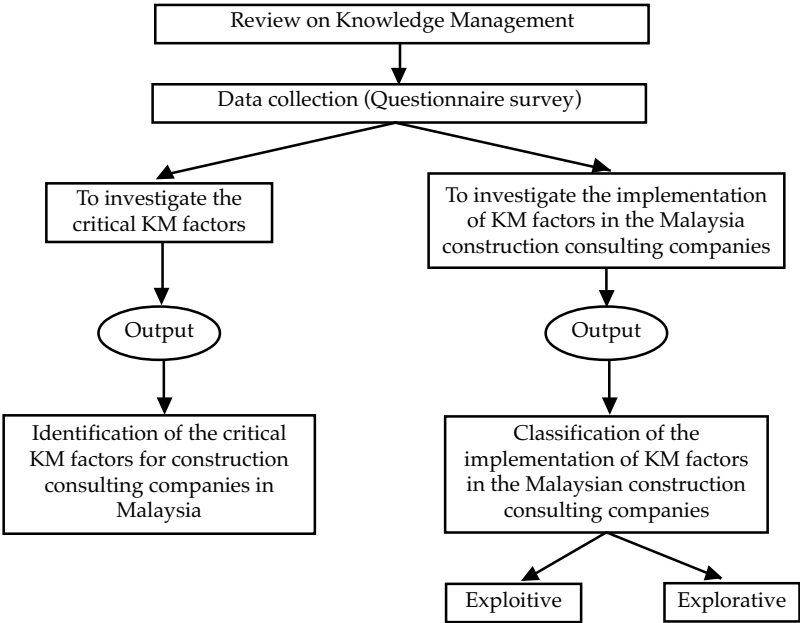 Review on Knowledge Management
Data collection (Questionnaire survey)
To investigate the
critical KM factors
To investigate the implementation
of KM factors in the Malaysia
construction consulting companies
Output
Output
Identification of the critical
KM factors for construction
consulting companies in
Malaysia
Classification of the
implementation of KM factors
in the Malaysian construction
consulting companies
Exploitive
Explorative